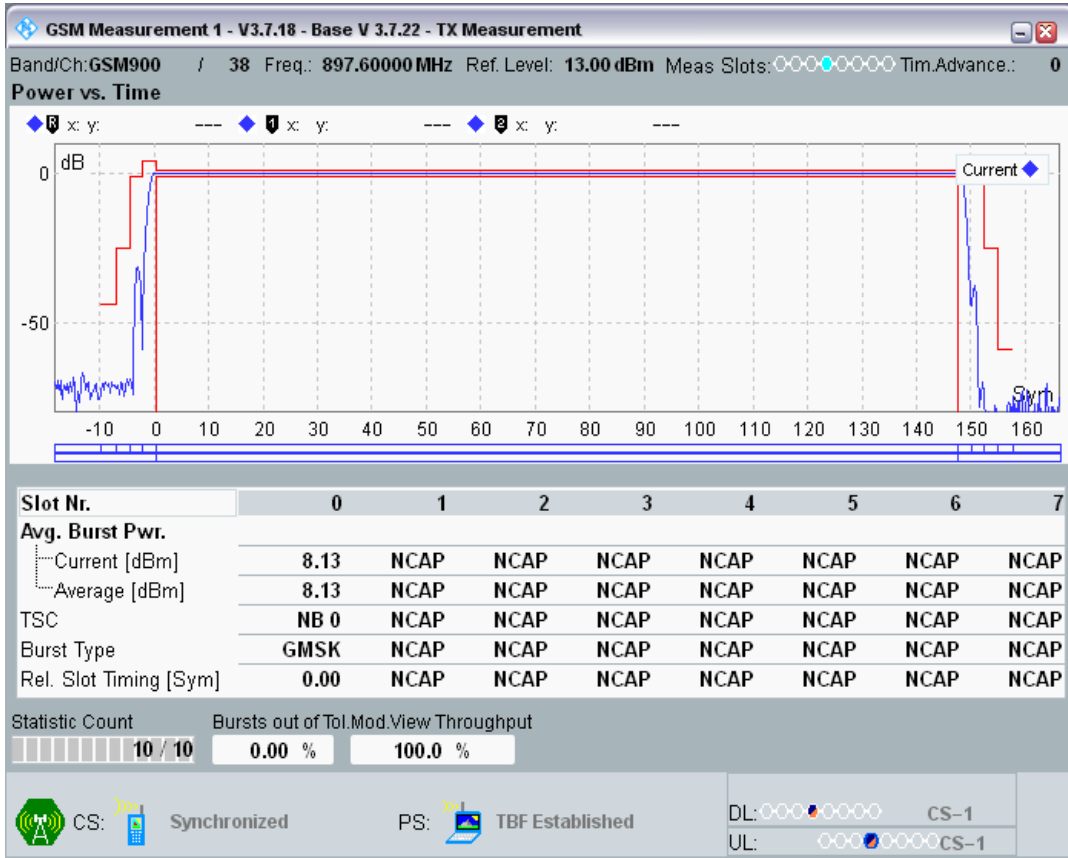 GSM Measurement 1 - V3.7.18 - Base V 3.7.22 - TX Measurement
Band/Ch:GSM900 / 38 Freq.: 897.60000 MHz Ref. Level: 13.00 dBm Meas Slots: Tim.Advance.: 0
Power vs. Time
R x: y: --- 1 x: y: --- 2 x: y: ---
dB
Current
0
-50
Sym
-10 0 10 20 30 40 50 60 70 80 90 100 110 120 130 140 150 160
Slot Nr. 0 1 2 3 4 5 6 7
Avg. Burst Pwr.
Current [dBm] 8.13 NCAP NCAP NCAP NCAP NCAP NCAP NCAP
Average [dBm] 8.13 NCAP NCAP NCAP NCAP NCAP NCAP NCAP
TSC NB 0 NCAP NCAP NCAP NCAP NCAP NCAP NCAP
Burst Type GMSK NCAP NCAP NCAP NCAP NCAP NCAP NCAP
Rel. Slot Timing [Sym] 0.00 NCAP NCAP NCAP NCAP NCAP NCAP NCAP
Statistic Count Bursts out of Tol.Mod.View Throughput
10 / 10 0.00 % 100.0 %
CS: Synchronized PS: TBF Established
DL: CS-1
UL: CS-1